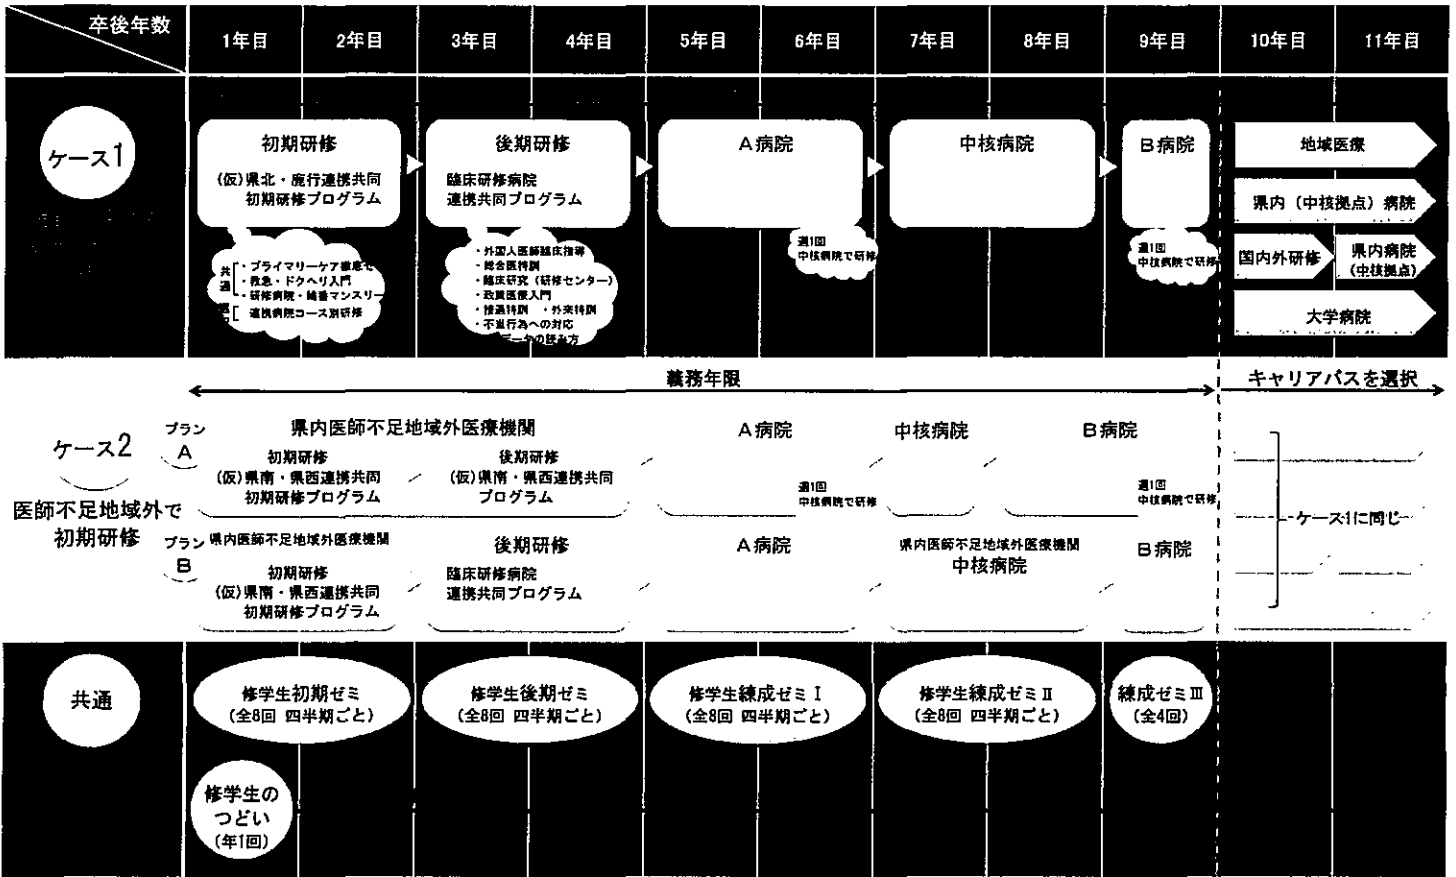 卒後年数
1年目 2年目 3年目 4年目 5年目 6年目 7年目 8年目 9年目 10年目 11年目
ケース1
初期研修
(仮)県北・鹿行連携共同
初期研修プログラム
後期研修
臨床研修病院
連携共同プログラム
A病院
中核病院
B病院
地域医療
県内(中核拠点)病院
国内外研修
県内病院
(中核拠点)
大学病院
共通
・プライマリーケア
・救急・ドクヘリ入門
・研修病院・輪番マンスリー
連携病院コース別研修
・外国人医師臨床指導
・総合医特訓
・臨床研究(研修センター)
・政策医療入門
・接遇特訓 ・外来特訓
・不当行為への対応
データの読み方
週1回
中核病院で研修
週1回
中核病院で研修
義務年限
キャリアパスを選択
ケース2
医師不足地域外で
初期研修
プラン
A
県内医師不足地域外医療機関
初期研修
(仮)県南・県西連携共同
初期研修プログラム
後期研修
(仮)県南・県西連携共同
プログラム
A病院
週1回
中核病院で研修
中核病院
B病院
週1回
中核病院で研修
ケース1に同じ
プラン
B
県内医師不足地域外医療機関
初期研修
(仮)県南・県西連携共同
初期研修プログラム
後期研修
臨床研修病院
連携共同プログラム
A病院
県内医師不足地域外医療機関
中核病院
B病院
共通
修学生初期ゼミ
(全8回 四半期ごと)
修学生後期ゼミ
(全8回 四半期ごと)
修学生練成ゼミⅠ
(全8回 四半期ごと)
修学生練成ゼミⅡ
(全8回 四半期ごと)
練成ゼミⅢ
(全4回)
修学生の
つどい
(年1回)